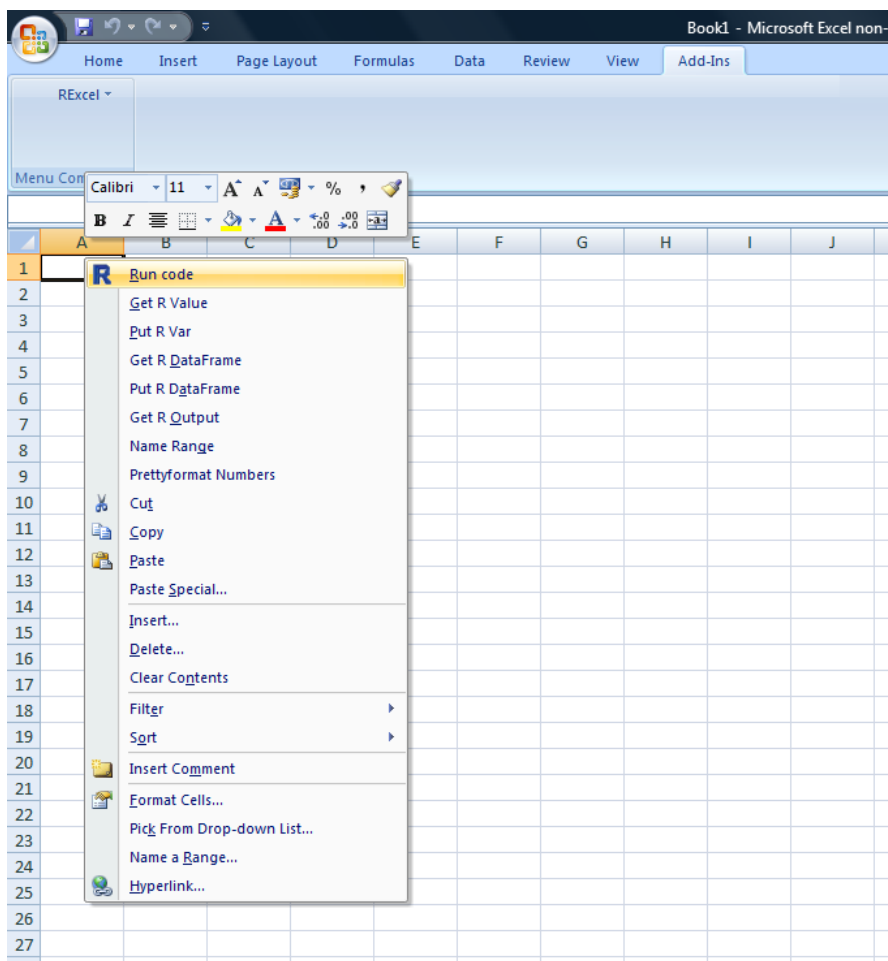 Book1 - Microsoft Excel non-
Home Insert Page Layout Formulas Data Review View Add-Ins
RExcel
Menu Com
Calibri 11 A A % ,
B I A .0 .00 .00 .0 a
A B C D E F G H I J
1
2
3
4
5
6
7
8
9
10
11
12
13
14
15
16
17
18
19
20
21
22
23
24
25
26
27
R Run code
Get R Value
Put R Var
Get R DataFrame
Put R DataFrame
Get R Output
Name Range
Prettyformat Numbers
Cut
Copy
Paste
Paste Special...
Insert...
Delete...
Clear Contents
Filter
Sort
Insert Comment
Format Cells...
Pick From Drop-down List...
Name a Range...
Hyperlink...